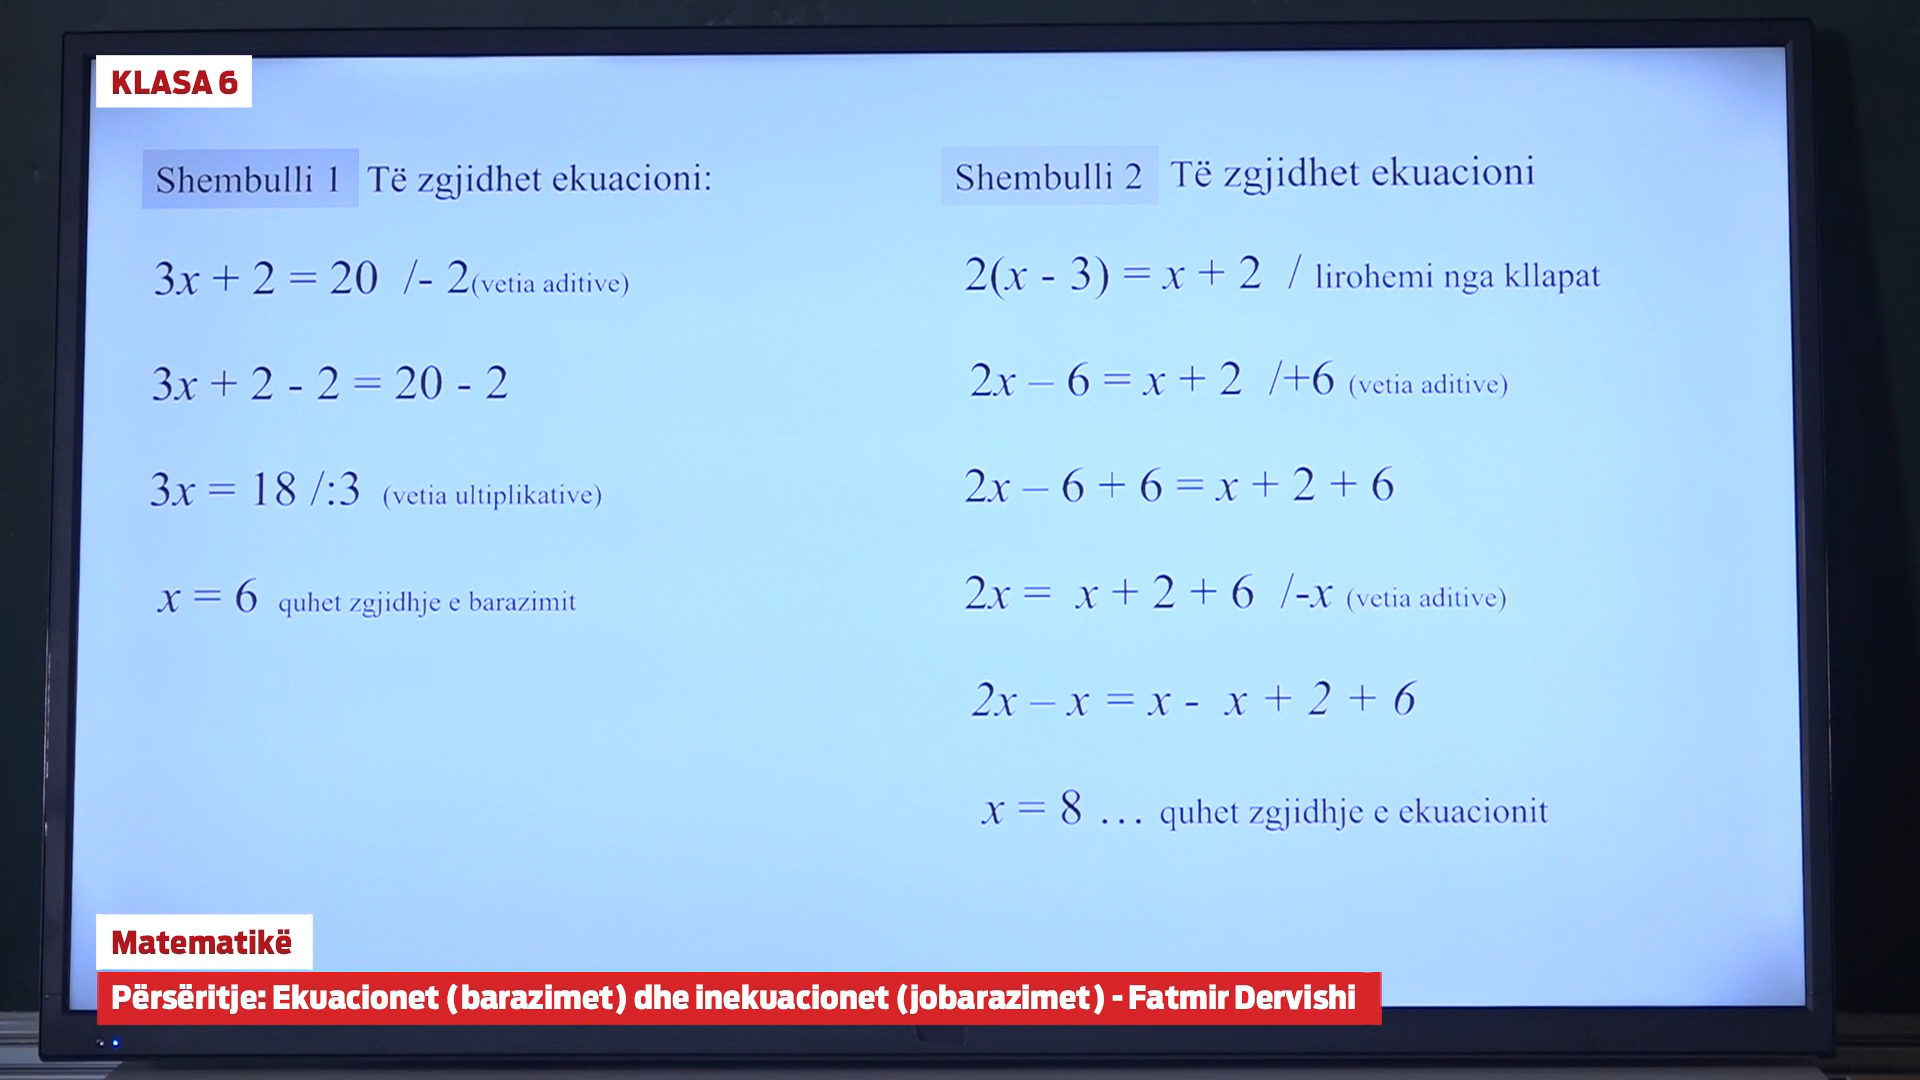 KLASA 6
Shembulli 1 Të zgjidhet ekuacioni:
3x + 2 = 20 /- 2(vetia aditive)
3x + 2 - 2 = 20 - 2
3x = 18 /:3 (vetia ultiplikative)
x = 6 quhet zgjidhje e barazimit
Shembulli 2 Të zgjidhet ekuacioni
2(x - 3) = x + 2 / lirohemi nga kllapat
2x – 6 = x + 2 /+6 (vetia aditive)
2x – 6 + 6 = x + 2 + 6
2x = x + 2 + 6 /-x (vetia aditive)
2x – x = x - x + 2 + 6
x = 8 … quhet zgjidhje e ekuacionit
Matematikë
Përsëritje: Ekuacionet (barazimet) dhe inekuacionet (jobarazimet) - Fatmir Dervishi